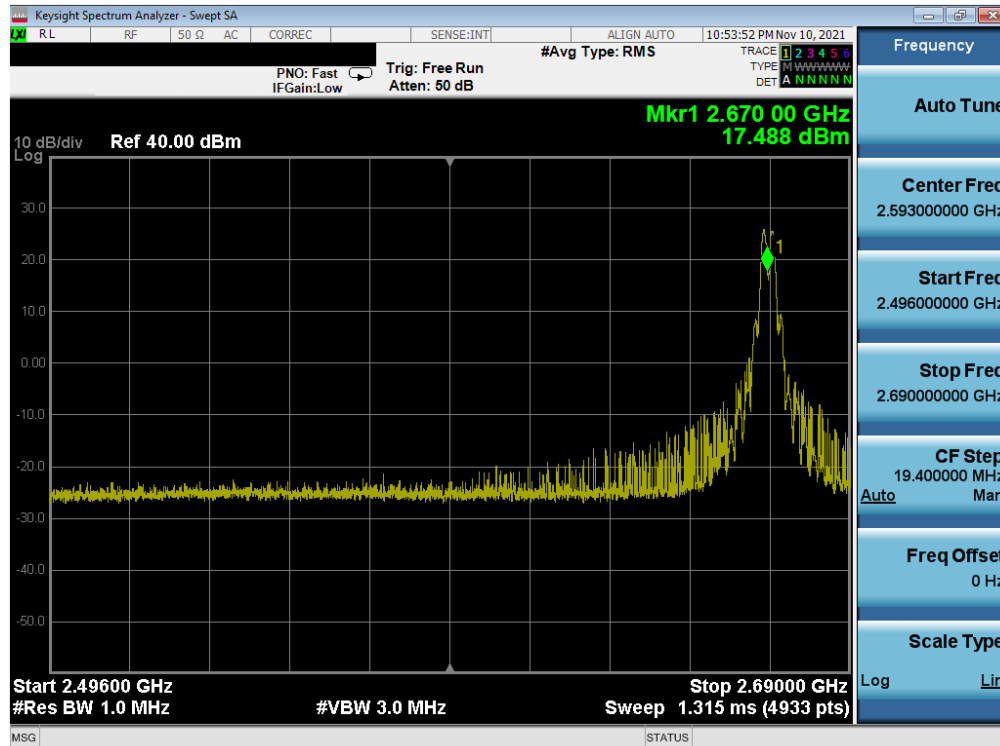 Keysight Spectrum Analyzer - Swept SA
LXI RL RF 50 Ω AC CORREC SENSE:INT ALIGN AUTO 10:53:52 PM Nov 10, 2021
PNO: Fast
IFGain:Low
Trig: Free Run
Atten: 50 dB
#Avg Type: RMS
TRACE 1 2 3 4 5 6
TYPE M WWWWW
DET A N N N N N
Mkr1 2.670 00 GHz
17.488 dBm
10 dB/div Ref 40.00 dBm
Log
30.0
20.0
10.0
0.00
-10.0
-20.0
-30.0
-40.0
-50.0
1
Start 2.49600 GHz Stop 2.69000 GHz
#Res BW 1.0 MHz #VBW 3.0 MHz Sweep 1.315 ms (4933 pts)
MSG STATUS
Frequency
Auto Tune
Center Freq
2.593000000 GHz
Start Freq
2.496000000 GHz
Stop Freq
2.690000000 GHz
CF Step
19.400000 MHz
Auto Man
Freq Offset
0 Hz
Scale Type
Log Lin